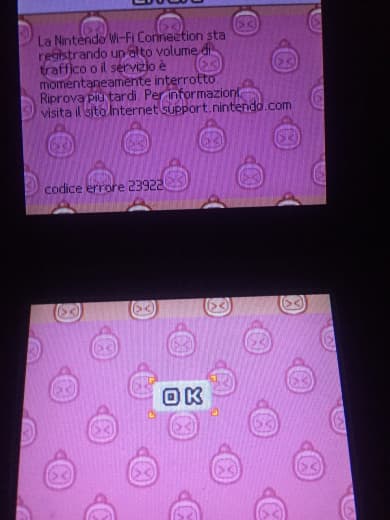 La Nintendo Wi-Fi Connection sta
registrando un alto volume di
traffico o il servizio è
momentaneamente interrotto.
Riprova più tardi. Per informazioni,
visita il sito Internet support.nintendo.com
codice errore 23922
OK